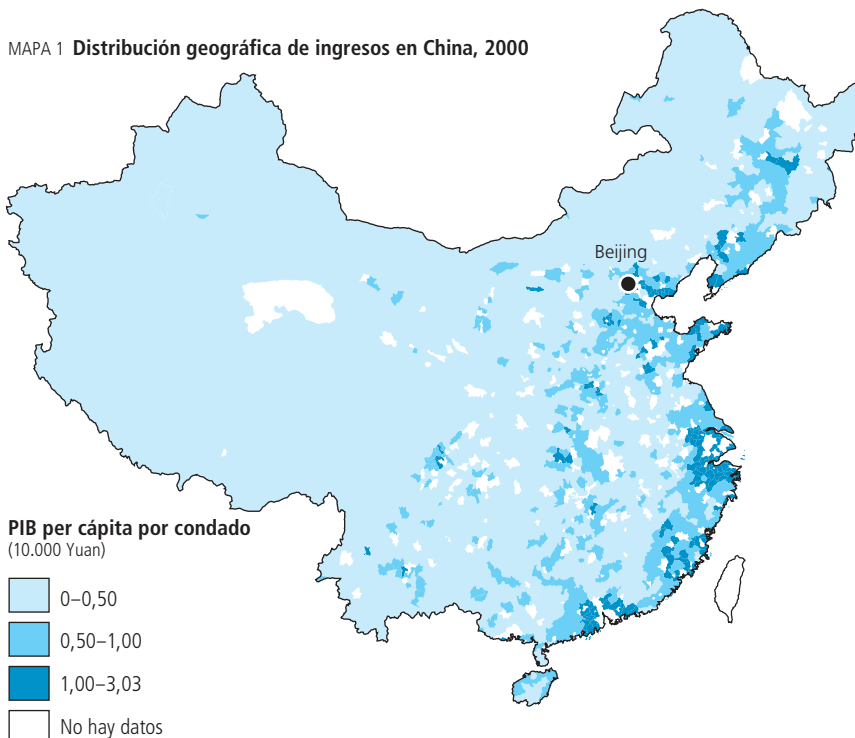 MAPA 1 Distribución geográfica de ingresos en China, 2000
Beijing
PIB per cápita por condado
(10.000 Yuan)
0–0,50
0,50–1,00
1,00–3,03
No hay datos